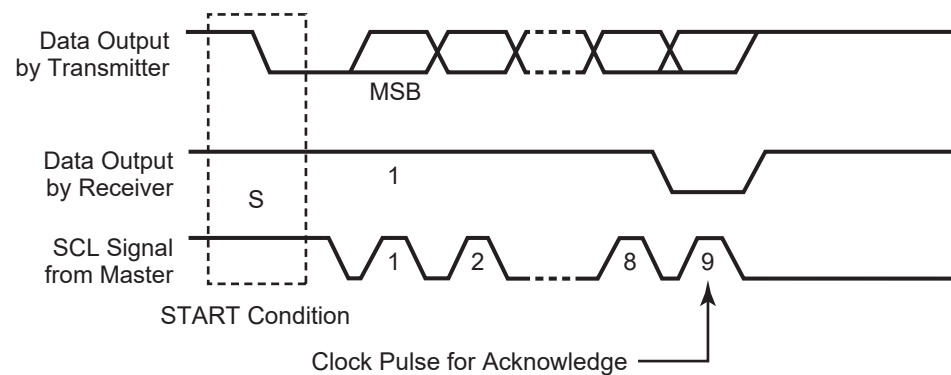 Data Output
by Transmitter
MSB
Data Output
by Receiver
1
S
SCL Signal
from Master
1 2 8 9
START Condition
Clock Pulse for Acknowledge